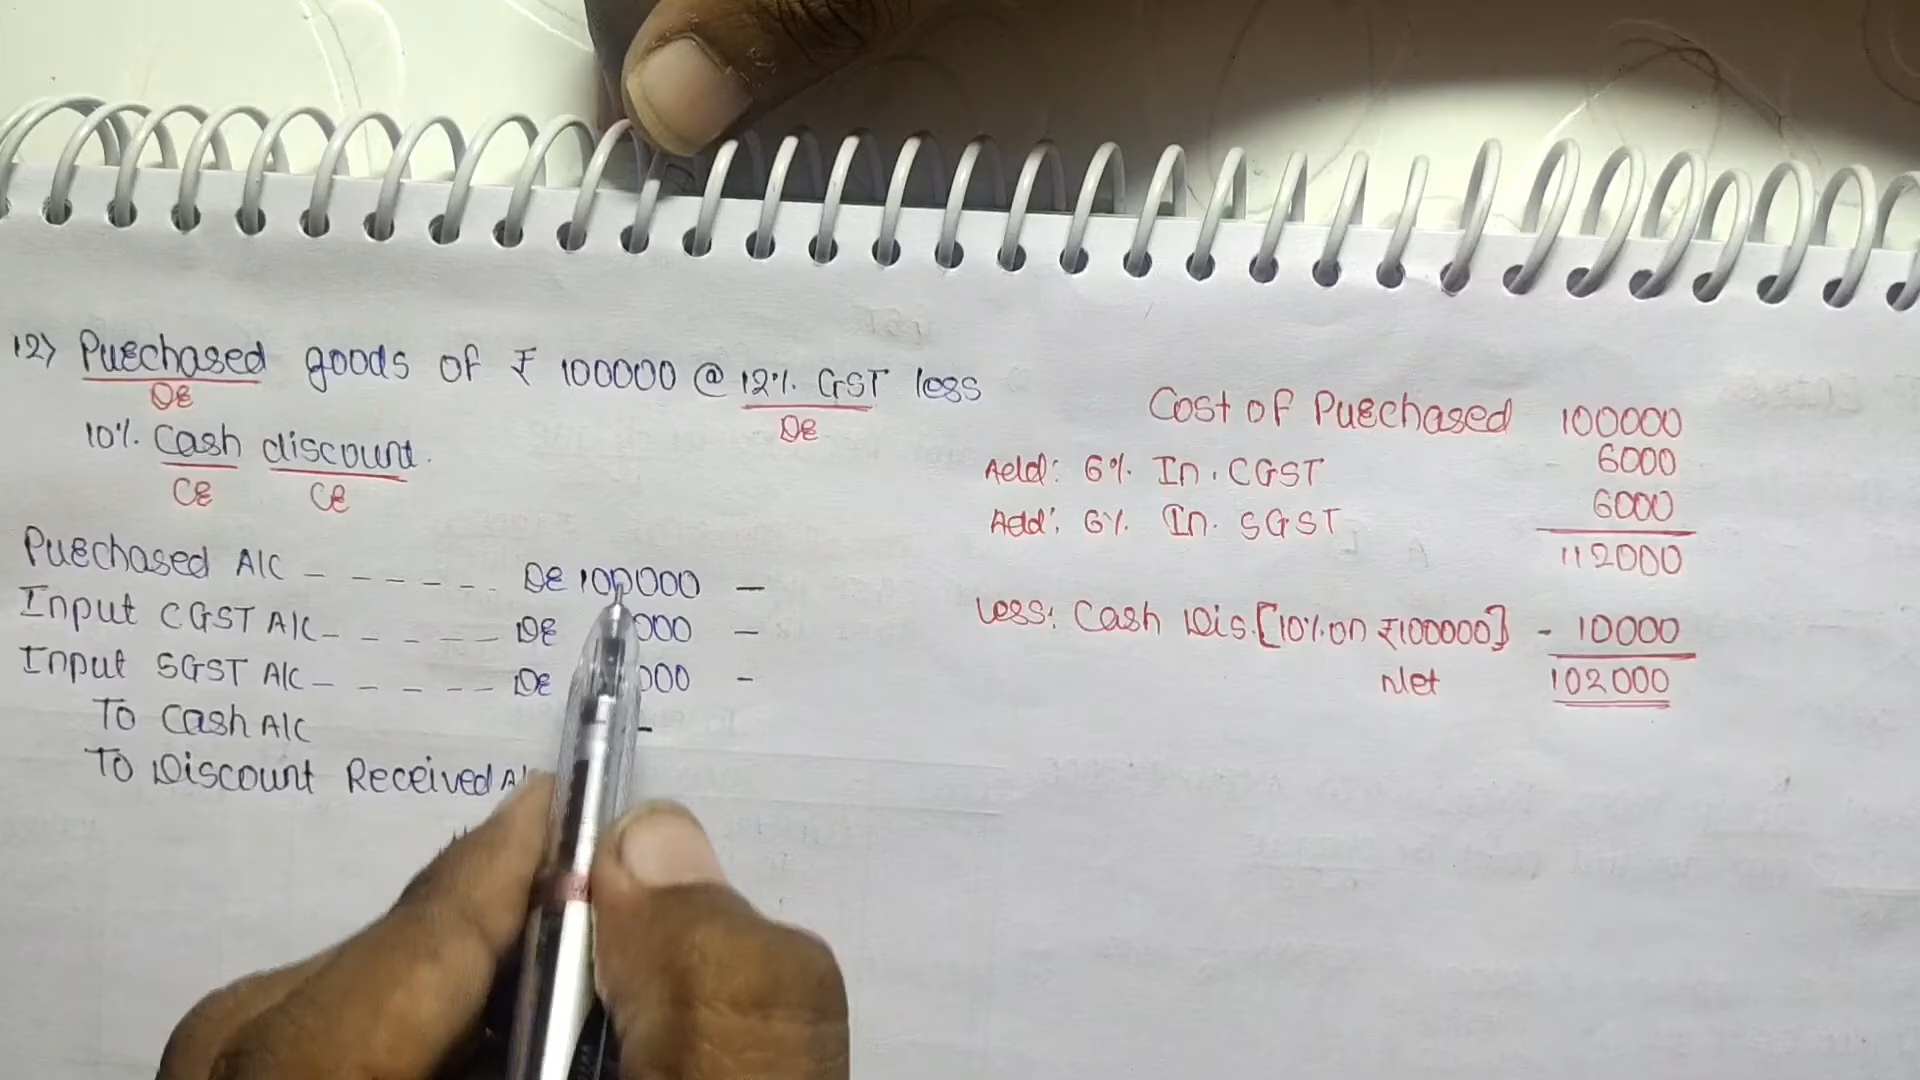 12) Purchased goods of ₹ 100000 @ 12% GST less
Dr
Dr
10% Cash discount.
Cr
Cr
Purchased A/C ------ Dr 100000 -
Input CGST A/C ----- Dr 000 -
Input SGST A/C ----- Dr 000 -
To Cash A/C -
To Discount Received A/
Cost of Purchased 100000
Add: 6% In. CGST 6000
Add: 6% In. SGST 6000
112000
Less: Cash Dis. [10% on ₹100000] - 10000
Net 102000